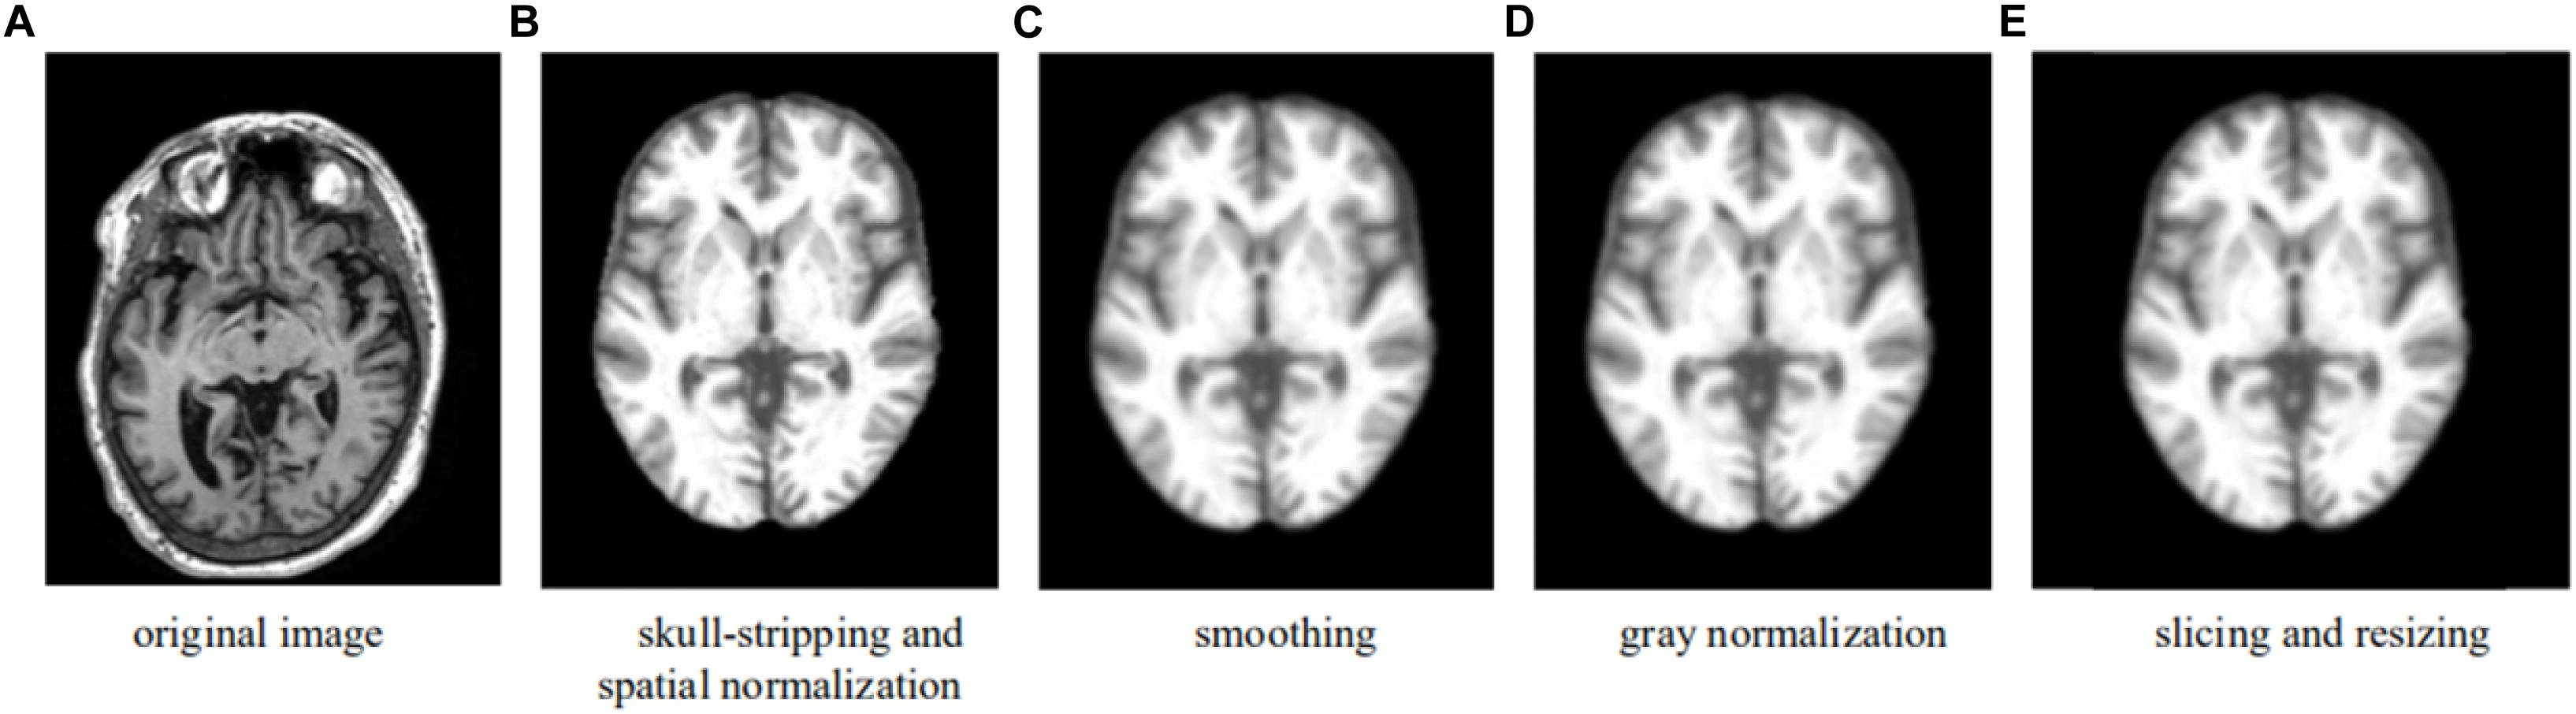 A
B
C
D
E
original image
skull-stripping and
spatial normalization
smoothing
gray normalization
slicing and resizing